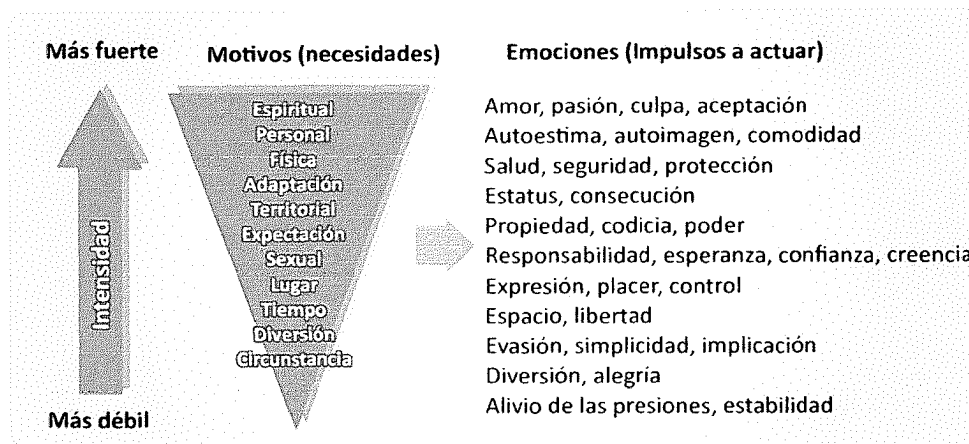 Más fuerte
Motivos (necesidades)
Emociones (Impulsos a actuar)
Espiritual
Personal
Física
Adaptación
Territorial
Expectación
Sexual
Lugar
Tiempo
Diversión
Circunstancia
Amor, pasión, culpa, aceptación
Autoestima, autoimagen, comodidad
Salud, seguridad, protección
Estatus, consecución
Propiedad, codicia, poder
Responsabilidad, esperanza, confianza, creencia
Expresión, placer, control
Espacio, libertad
Evasión, simplicidad, implicación
Diversión, alegría
Alivio de las presiones, estabilidad
Intensidad
Más débil